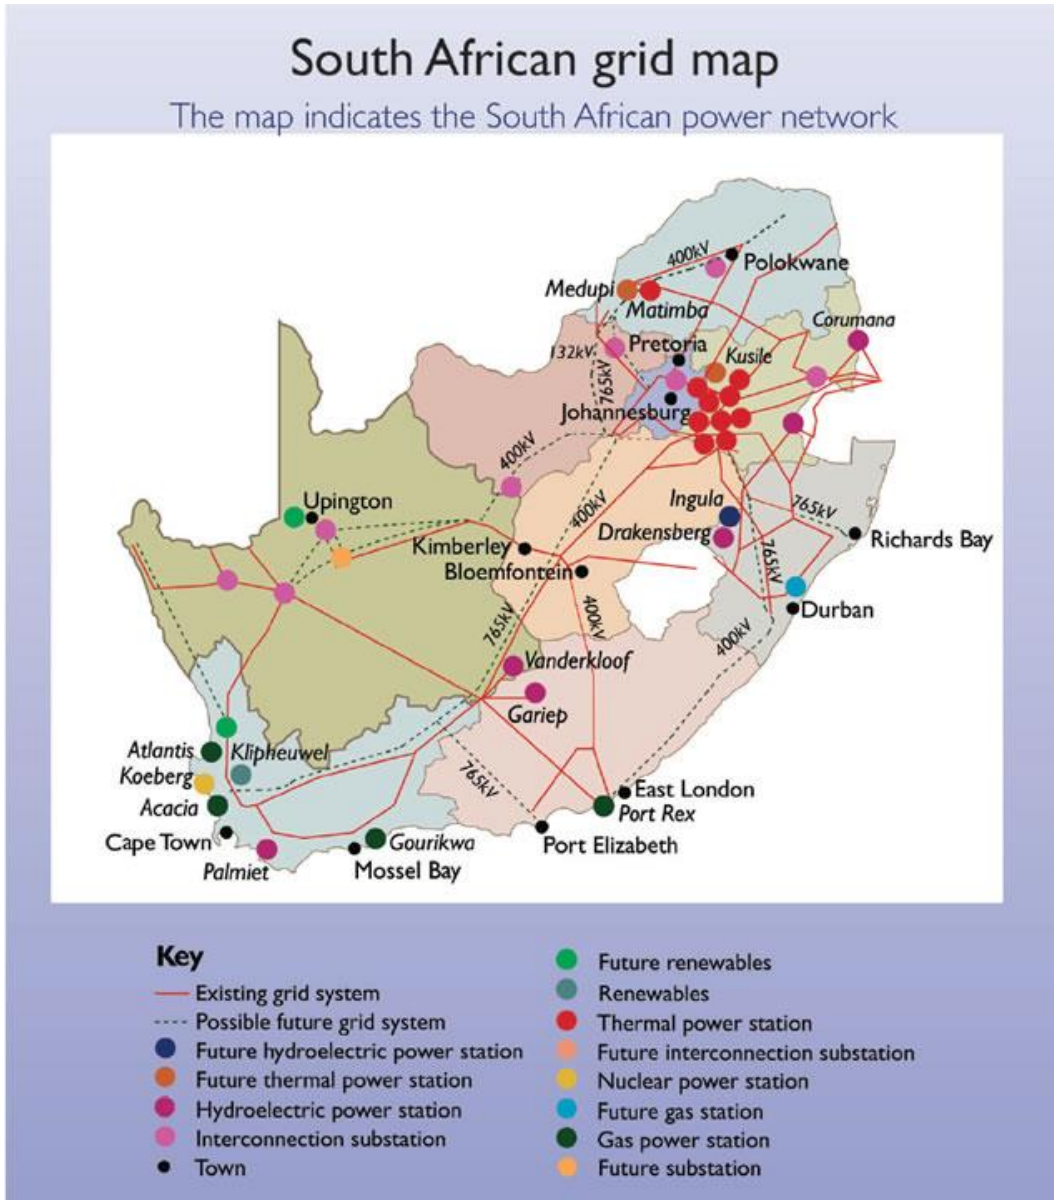 South African grid map
The map indicates the South African power network
400kV
Polokwane
Medupi
Matimba
Corumana
132kV
Pretoria
Kusile
765kV
Johannesburg
400kV
Upington
400kV
Ingula
765kV
Drakensberg
Kimberley
Richards Bay
765kV
Bloemfontein
Durban
765kV
400kV
400kV
Vanderkloof
Gariep
Atlantis
Klipheuwel
Koeberg
765kV
Acacia
East London
Port Rex
Cape Town
Gourikwa
Port Elizabeth
Palmiet
Mossel Bay
Key
Existing grid system
Possible future grid system
Future hydroelectric power station
Future thermal power station
Hydroelectric power station
Interconnection substation
Town
Future renewables
Renewables
Thermal power station
Future interconnection substation
Nuclear power station
Future gas station
Gas power station
Future substation